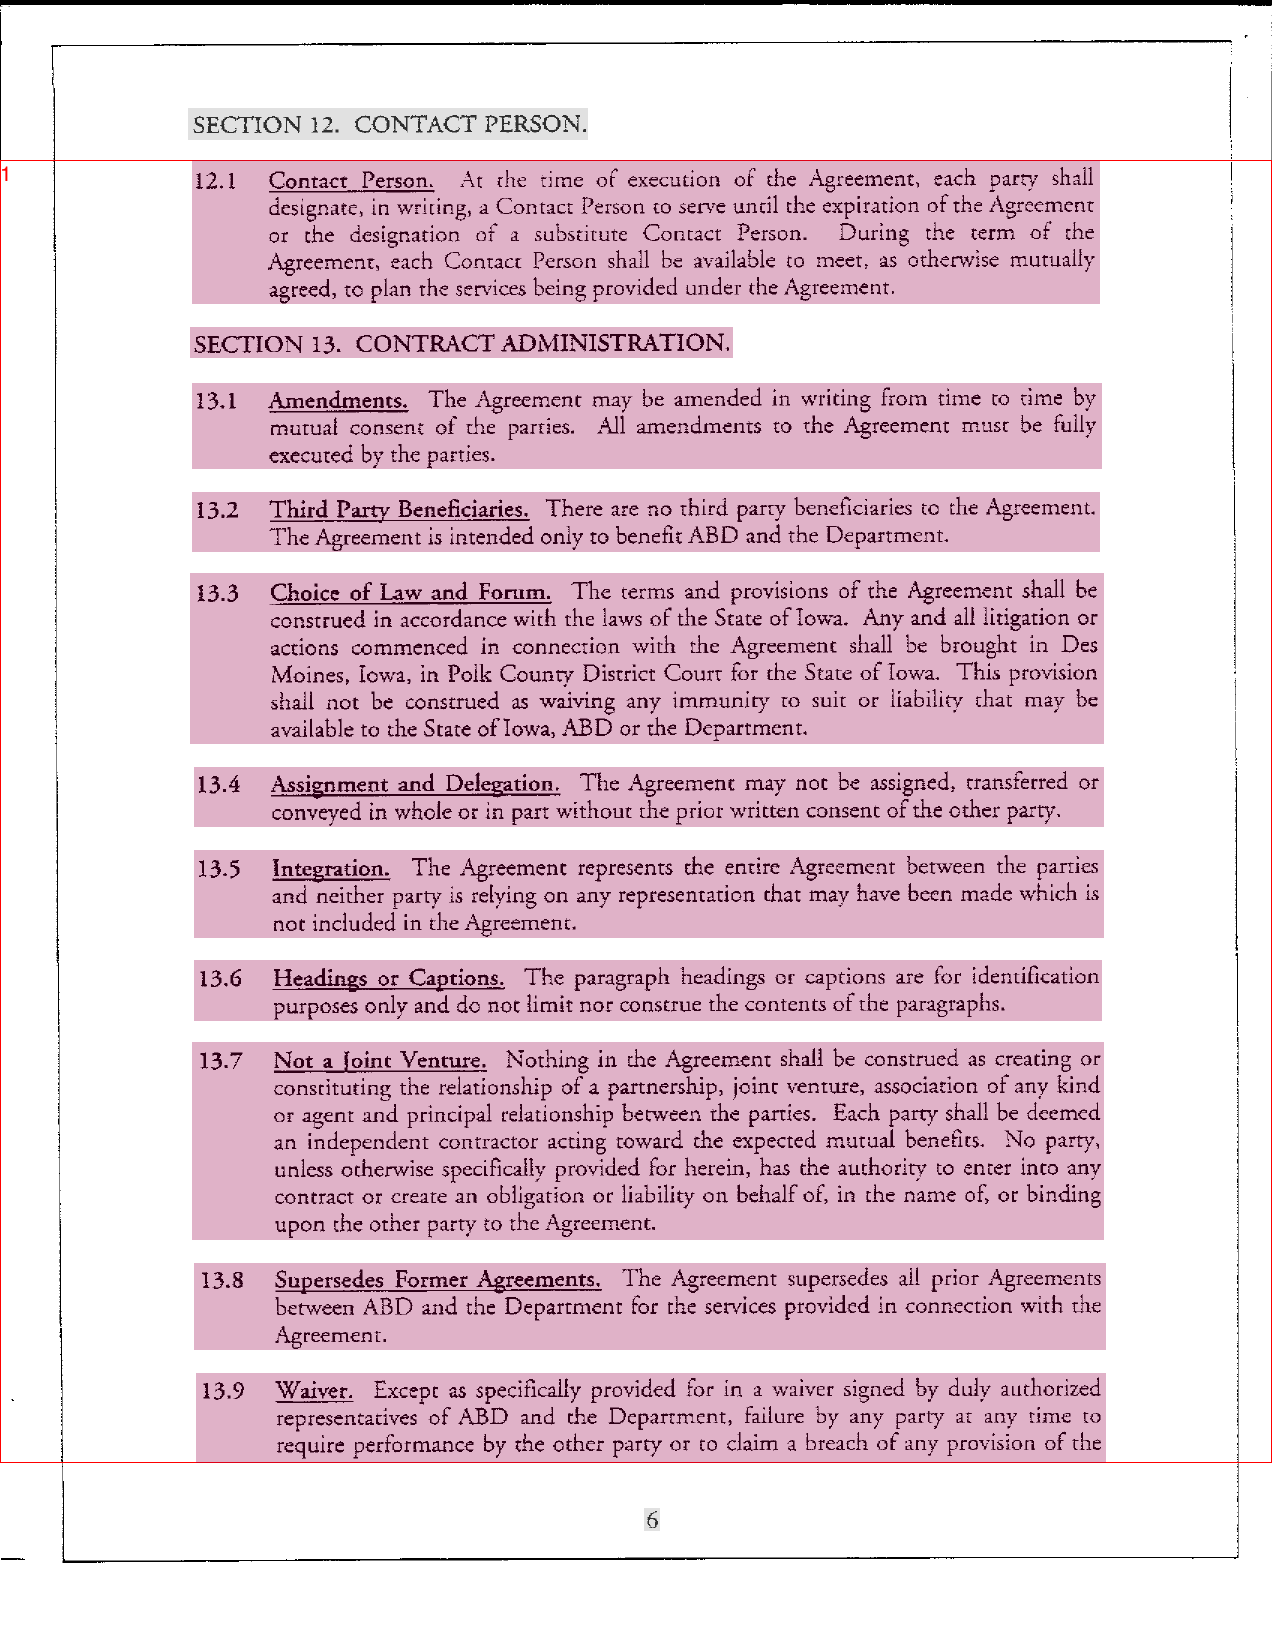 SECTION 12. CONTACT PERSON.
1
12.1 Contact Person. At the time of execution of the Agreement, each party shall
designate, in writing, a Contact Person to serve until the expiration of the Agreement
or the designation of a substitute Contact Person. During the term of the
Agreement, each Contact Person shall be available to meet, as otherwise mutually
agreed, to plan the services being provided under the Agreement.
SECTION 13. CONTRACT ADMINISTRATION.
13.1 Amendments. The Agreement may be amended in writing from time to time by
mutual consent of the parties. All amendments to the Agreement must be fully
executed by the parties.
13.2 Third Party Beneficiaries. There are no third party beneficiaries to the Agreement.
The Agreement is intended only to benefit ABD and the Department.
13.3 Choice of Law and Forum. The terms and provisions of the Agreement shall be
construed in accordance with the laws of the State of Iowa. Any and all litigation or
actions commenced in connection with the Agreement shall be brought in Des
Moines, Iowa, in Polk County District Court for the State of Iowa. This provision
shall not be construed as waiving any immunity to suit or liability that may be
available to the State of Iowa, ABD or the Department.
13.4 Assignment and Delegation. The Agreement may not be assigned, transferred or
conveyed in whole or in part without the prior written consent of the other party.
13.5 Integration. The Agreement represents the entire Agreement between the parties
and neither party is relying on any representation that may have been made which is
not included in the Agreement.
13.6 Headings or Captions. The paragraph headings or captions are for identification
purposes only and do not limit nor construe the contents of the paragraphs.
13.7 Not a Joint Venture. Nothing in the Agreement shall be construed as creating or
constituting the relationship of a partnership, joint venture, association of any kind
or agent and principal relationship between the parties. Each party shall be deemed
an independent contractor acting toward the expected mutual benefits. No party,
unless otherwise specifically provided for herein, has the authority to enter into any
contract or create an obligation or liability on behalf of, in the name of, or binding
upon the other party to the Agreement.
13.8 Supersedes Former Agreements. The Agreement supersedes all prior Agreements
between ABD and the Department for the services provided in connection with the
Agreement.
13.9 Waiver. Except as specifically provided for in a waiver signed by duly authorized
representatives of ABD and the Department, failure by any party at any time to
require performance by the other party or to claim a breach of any provision of the
6